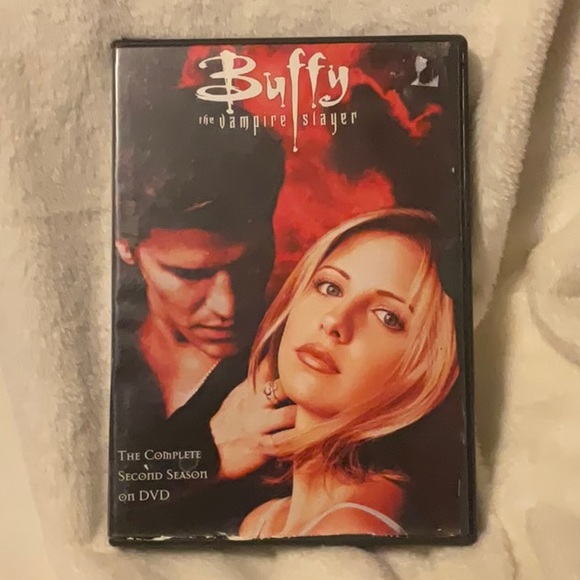 Buffy
the vampire slayer
The Complete
Second Season
on DVD